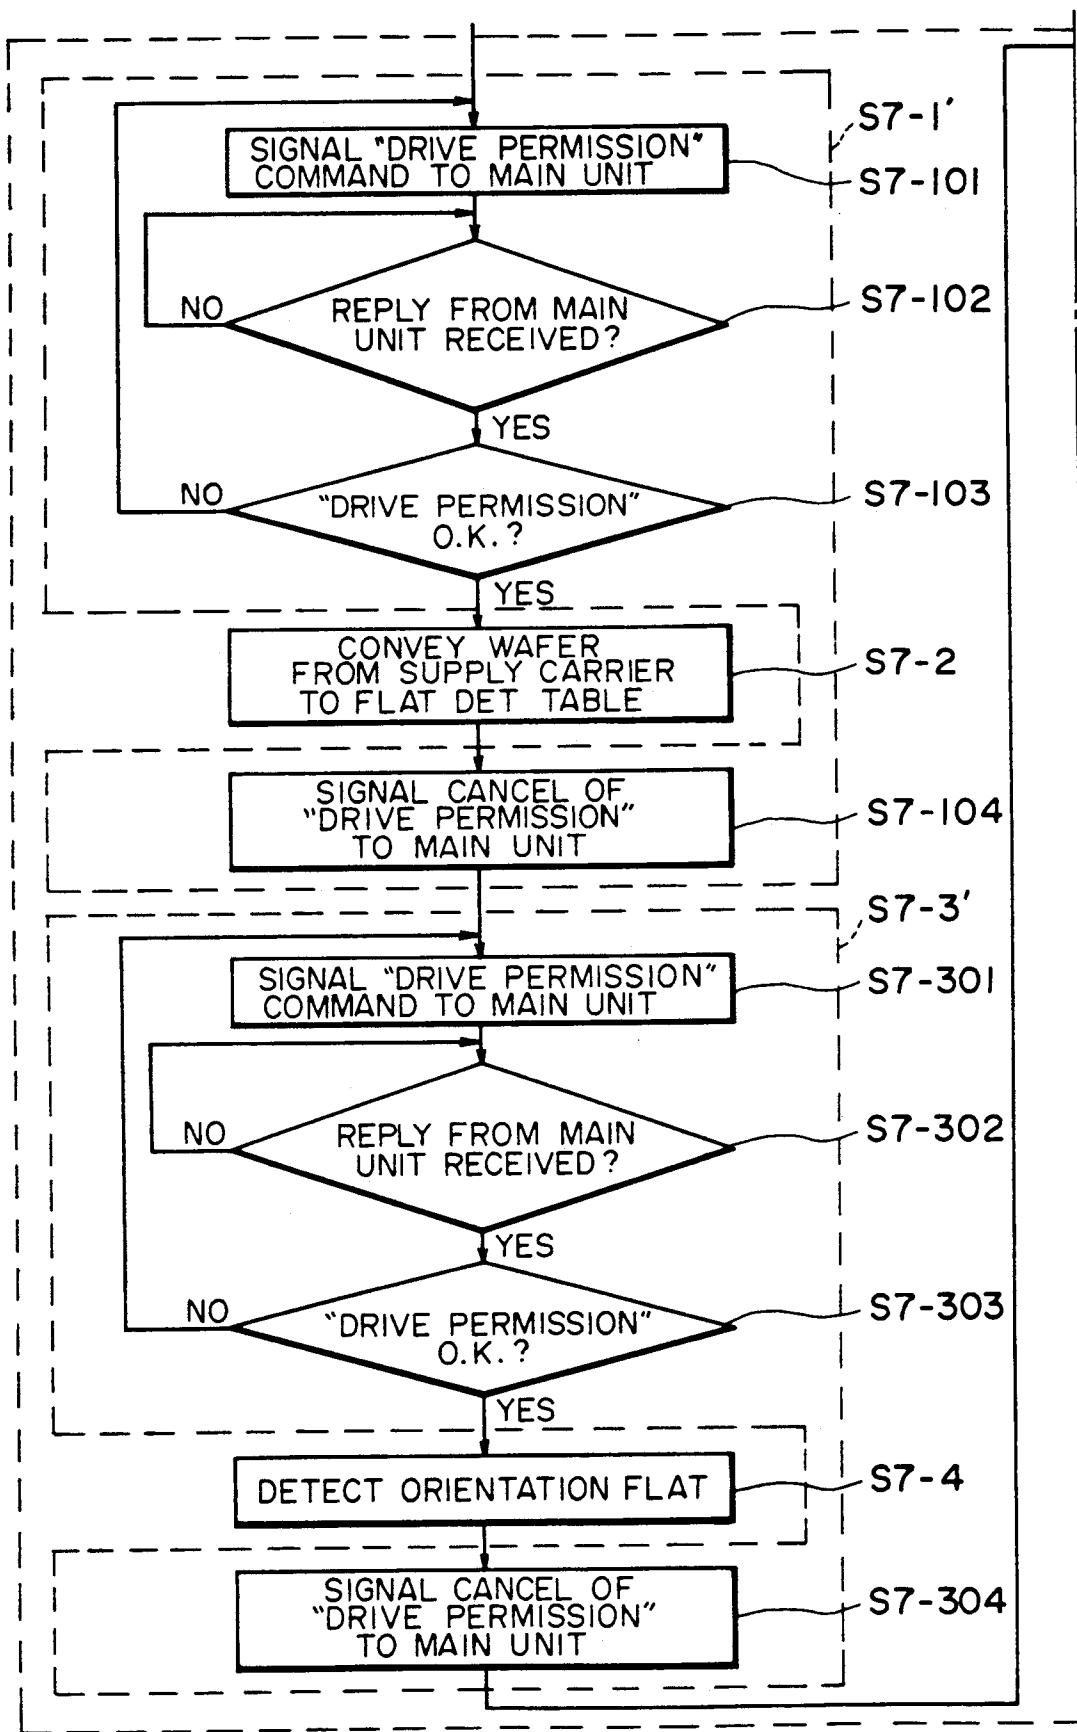 S7-1'
SIGNAL "DRIVE PERMISSION"
COMMAND TO MAIN UNIT
S7-101
NO
REPLY FROM MAIN
UNIT RECEIVED?
S7-102
YES
NO
"DRIVE PERMISSION"
O.K.?
S7-103
YES
CONVEY WAFER
FROM SUPPLY CARRIER
TO FLAT DET TABLE
S7-2
SIGNAL CANCEL OF
"DRIVE PERMISSION"
TO MAIN UNIT
S7-104
S7-3'
SIGNAL "DRIVE PERMISSION"
COMMAND TO MAIN UNIT
S7-301
NO
REPLY FROM MAIN
UNIT RECEIVED?
S7-302
YES
NO
"DRIVE PERMISSION"
O.K.?
S7-303
YES
DETECT ORIENTATION FLAT
S7-4
SIGNAL CANCEL OF
"DRIVE PERMISSION"
TO MAIN UNIT
S7-304